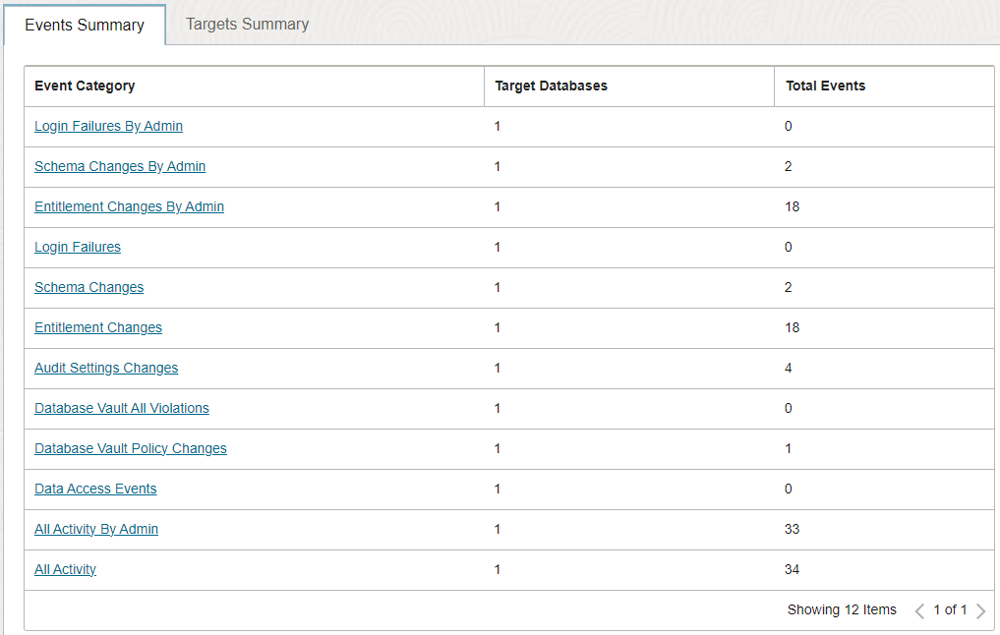 Events Summary Targets Summary
Event Category Target Databases Total Events
Login Failures By Admin 1 0
Schema Changes By Admin 1 2
Entitlement Changes By Admin 1 18
Login Failures 1 0
Schema Changes 1 2
Entitlement Changes 1 18
Audit Settings Changes 1 4
Database Vault All Violations 1 0
Database Vault Policy Changes 1 1
Data Access Events 1 0
All Activity By Admin 1 33
All Activity 1 34
Showing 12 Items 1 of 1